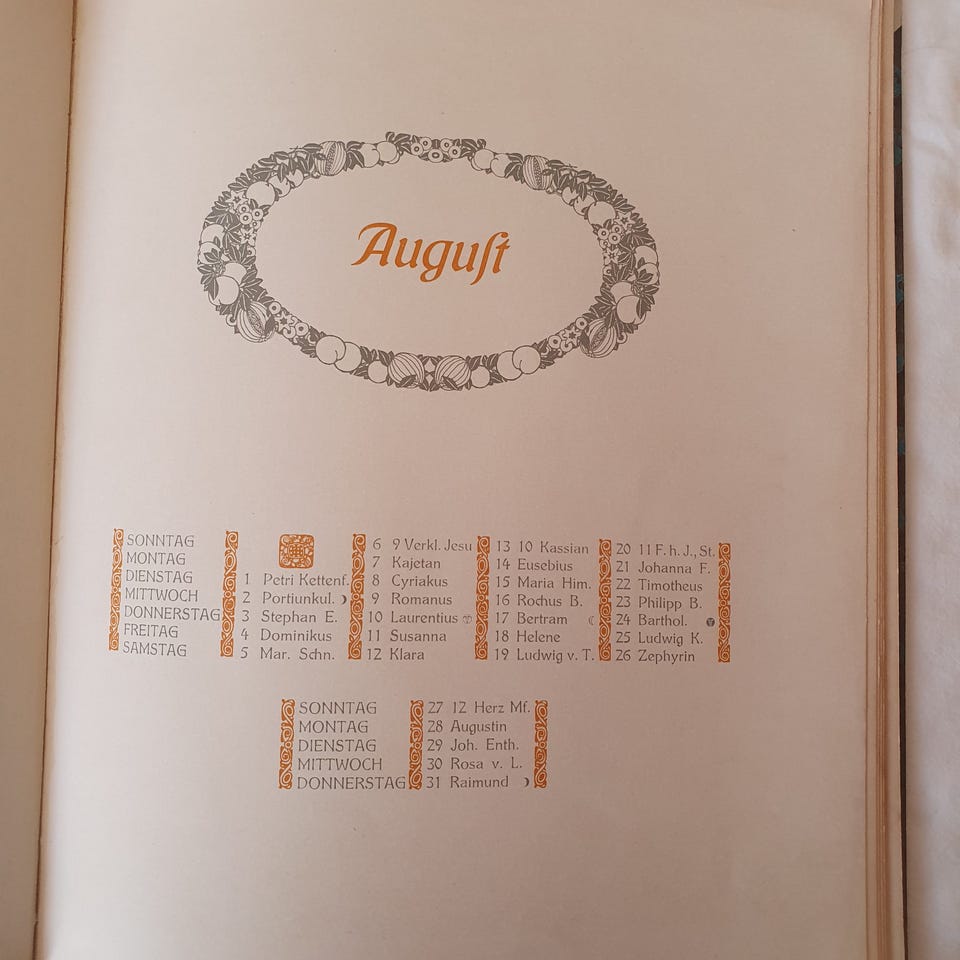 Auguſt
SONNTAG
MONTAG
DIENSTAG
MITTWOCH
DONNERSTAG
FREITAG
SAMSTAG
1 Petri Kettenf.
2 Portiunkul.
3 Stephan E.
4 Dominikus
5 Mar. Schn.
6 9 Verkl. Jesu
7 Kajetan
8 Cyriakus
9 Romanus
10 Laurentius
11 Susanna
12 Klara
13 10 Kassian
14 Eusebius
15 Maria Him.
16 Rochus B.
17 Bertram
18 Helene
19 Ludwig v. T.
20 11 F. h. J., St.
21 Johanna F.
22 Timotheus
23 Philipp B.
24 Barthol.
25 Ludwig K.
26 Zephyrin
SONNTAG
MONTAG
DIENSTAG
MITTWOCH
DONNERSTAG
27 12 Herz Mf.
28 Augustin
29 Joh. Enth.
30 Rosa v. L.
31 Raimund